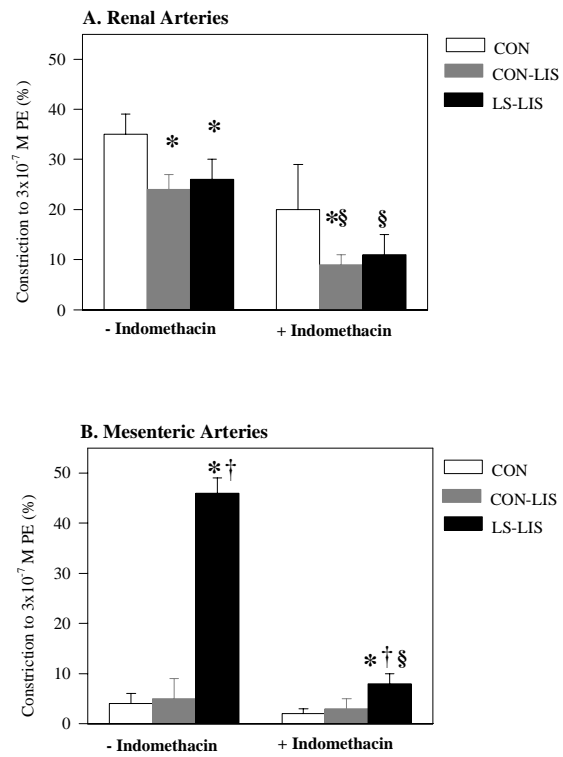 A. Renal Arteries
CON
CON-LIS
LS-LIS
Constriction to 3x10⁻⁷ M PE (%)
50
40
30
20
10
0
* *
*§ §
- Indomethacin + Indomethacin
B. Mesenteric Arteries
CON
CON-LIS
LS-LIS
Constriction to 3x10⁻⁷ M PE (%)
50
40
30
20
10
0
*†
*†§
- Indomethacin + Indomethacin